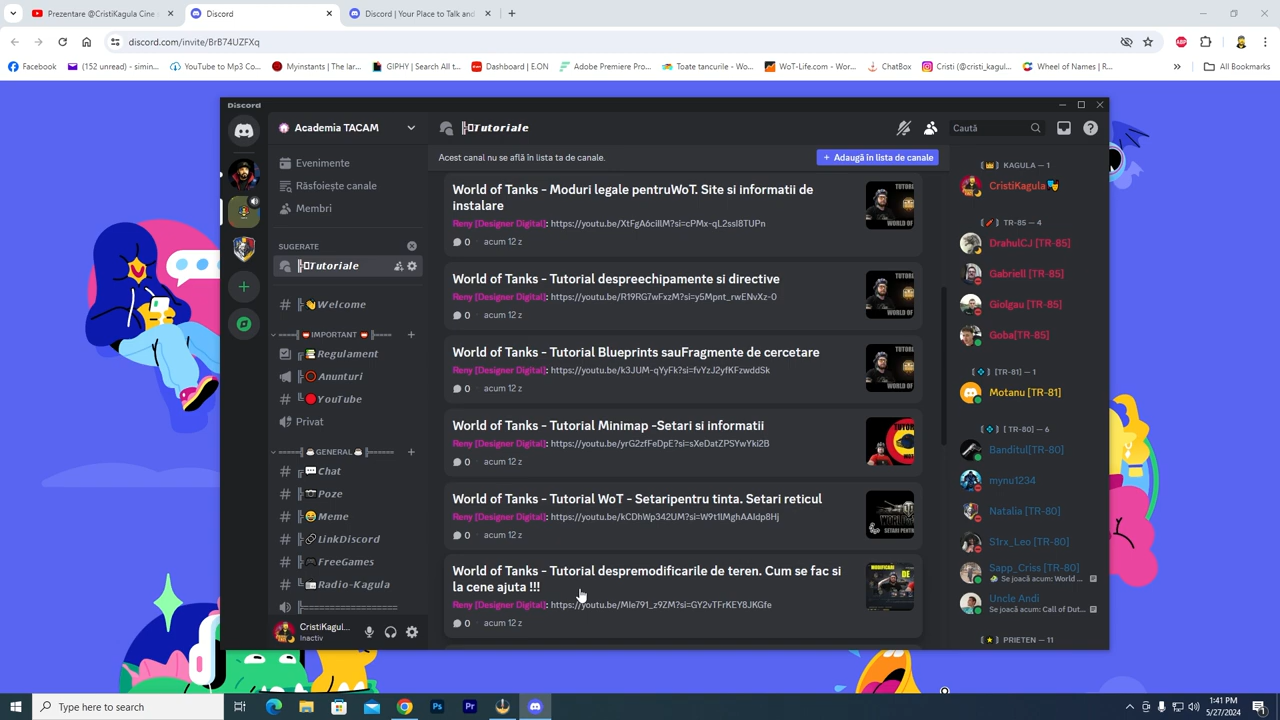 Prezentare @CristiKagula Cine
Discord
Discord | Your Place to Talk and
discord.com/invite/BrB74UZFXq
Facebook
(152 unread) - simin...
YouTube to Mp3 Co...
Myinstants | The lar...
GIPHY | Search All t...
Dashboard | E.ON
Adobe Premiere Pro...
Toate tancurile - Wo...
WoT-Life.com - Wor...
ChatBox
Cristi (@cristi_kagul...
Wheel of Names | R...
All Bookmarks
Discord
Academia TACAM
Tutoriale
Caută
Evenimente
Răsfoiește canale
Membri
SUGERATE
Tutoriale
Welcome
IMPORTANT
Regulament
Anunturi
YouTube
Privat
GENERAL
Chat
Poze
Meme
LinkDiscord
FreeGames
Radio-Kagula
CristiKagul...
Inactiv
Acest canal nu se află în lista ta de canale.
+ Adaugă în lista de canale
World of Tanks - Moduri legale pentruWoT. Site si informatii de
instalare
Reny [Designer Digital]: https://youtu.be/XtFgA6cillM?si=cPMx-qL2ssl8TUPn
0 acum 12 z
World of Tanks - Tutorial despreechipamente si directive
Reny [Designer Digital]: https://youtu.be/R19RG7wFxzM?si=y5Mpnt_rwENvXz-0
0 acum 12 z
World of Tanks - Tutorial Blueprints sauFragmente de cercetare
Reny [Designer Digital]: https://youtu.be/k3JUM-qYyFk?si=fvYzJ2yfKFzwddSk
0 acum 12 z
World of Tanks - Tutorial Minimap -Setari si informatii
Reny [Designer Digital]: https://youtu.be/yrG2zfFeDpE?si=sXeDatZPSYwYki2B
0 acum 12 z
World of Tanks - Tutorial WoT - Setaripentru tinta. Setari reticul
Reny [Designer Digital]: https://youtu.be/kCDhWp342UM?si=W9t1lMghAAIdp8Hj
0 acum 12 z
World of Tanks - Tutorial despremodificarile de teren. Cum se fac si
la cene ajuta !!!
Reny [Designer Digital]: https://youtu.be/Mle791_z9ZM?si=GY2vTFrKEY8JKGfe
0 acum 12 z
KAGULA — 1
CristiKagula
TR-85 — 4
DrahulCJ [TR-85]
Gabriell [TR-85]
Giolgau [TR-85]
Goba[TR-85]
[TR-81] — 1
Motanu [TR-81]
[ TR-80] — 6
Banditul[TR-80]
mynu1234
Natalia [TR-80]
S1rx_Leo [TR-80]
Sapp_Criss [TR-80]
Se joacă acum: World ...
Uncle Andi
Se joacă acum: Call of Dut...
PRIETEN — 11
Type here to search
1:41 PM
5/27/2024